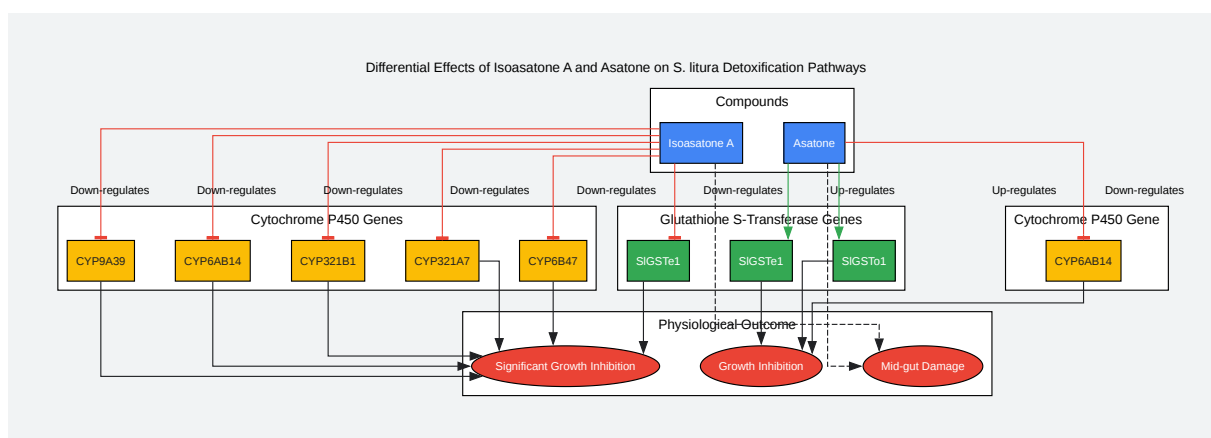 Differential Effects of Isoasatone A and Asatone on S. litura Detoxification Pathways
Compounds
Isoasatone A
Asatone
Down-regulates
Down-regulates
Down-regulates
Down-regulates
Down-regulates
Down-regulates
Up-regulates
Up-regulates
Down-regulates
Cytochrome P450 Genes
Glutathione S-Transferase Genes
Cytochrome P450 Gene
CYP9A39
CYP6AB14
CYP321B1
CYP321A7
CYP6B47
SlGSTe1
SlGSTe1
SlGSTo1
CYP6AB14
Physiological Outcome
Significant Growth Inhibition
Growth Inhibition
Mid-gut Damage